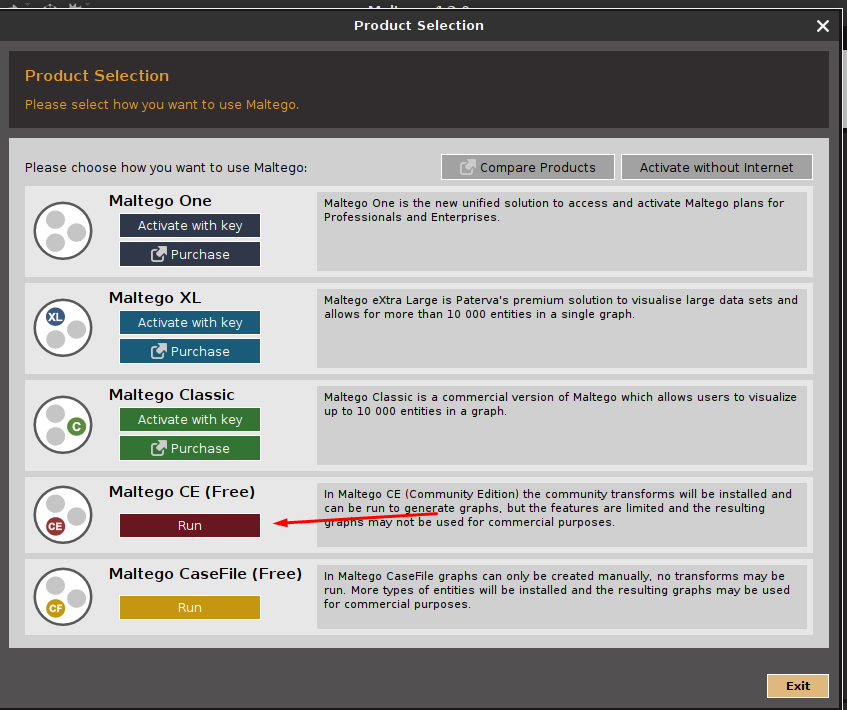 Product Selection
Product Selection
Please select how you want to use Maltego.
Please choose how you want to use Maltego:
Compare Products
Activate without Internet
Maltego One
Activate with key
Purchase
Maltego One is the new unified solution to access and activate Maltego plans for
Professionals and Enterprises.
XL
Maltego XL
Activate with key
Purchase
Maltego eXtra Large is Paterva's premium solution to visualise large data sets and
allows for more than 10 000 entities in a single graph.
C
Maltego Classic
Activate with key
Purchase
Maltego Classic is a commercial version of Maltego which allows users to visualize
up to 10 000 entities in a graph.
CE
Maltego CE (Free)
Run
In Maltego CE (Community Edition) the community transforms will be installed and
can be run to generate graphs, but the features are limited and the resulting
graphs may not be used for commercial purposes.
CF
Maltego CaseFile (Free)
Run
In Maltego CaseFile graphs can only be created manually, no transforms may be
run. More types of entities will be installed and the resulting graphs may be used
for commercial purposes.
Exit